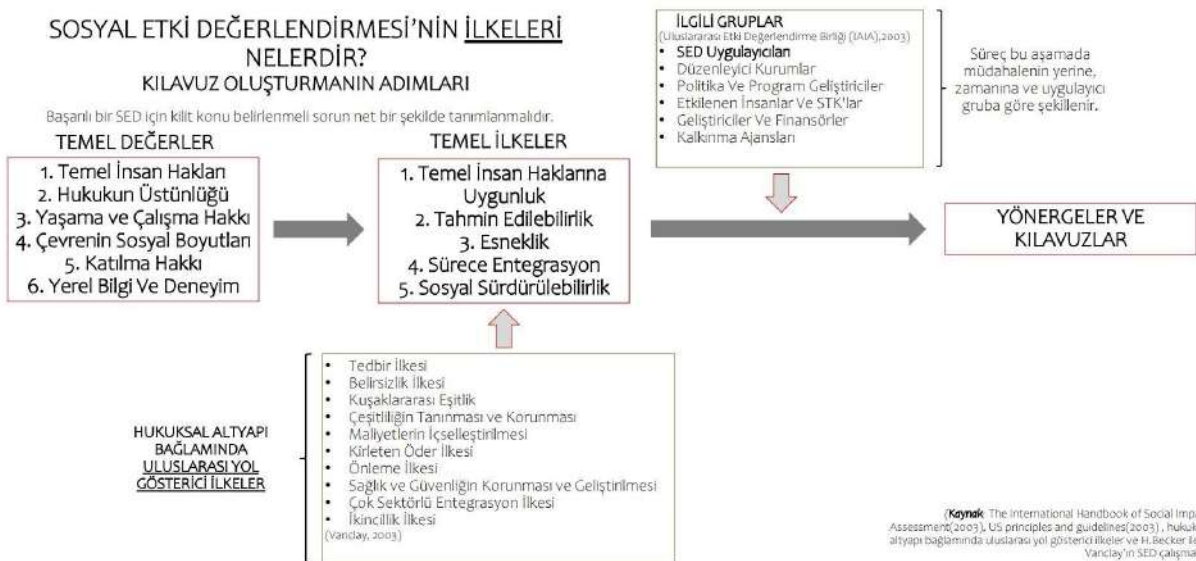 SOSYAL ETKİ DEĞERLENDİRMESİ'NİN İLKELERİ
NELERDİR?
KILAVUZ OLUŞTURMANIN ADIMLARI
Başarılı bir SED için kilit konu belirlenmeli sorun net bir şekilde tanımlanmalıdır.
TEMEL DEĞERLER
1. Temel İnsan Hakları
2. Hukukun Üstünlüğü
3. Yaşama ve Çalışma Hakkı
4. Çevrenin Sosyal Boyutları
5. Katılma Hakkı
6. Yerel Bilgi Ve Deneyim
TEMEL İLKELER
1. Temel İnsan Haklarına
Uygunluk
2. Tahmin Edilebilirlik
3. Esneklik
4. Sürece Entegrasyon
5. Sosyal Sürdürülebilirlik
İLGİLİ GRUPLAR
(Uluslararası Etki Değerlendirme Birliği (IAIA),2003)
• SED Uygulayıcıları
• Düzenleyici Kurumlar
• Politika Ve Program Geliştiriciler
• Etkilenen İnsanlar Ve STK'lar
• Geliştiriciler Ve Finansörler
• Kalkınma Ajansları
Süreç bu aşamada
müdahalenin yerine,
zamanına ve uygulayıcı
gruba göre şekillenir.
YÖNERGELER VE
KILAVUZLAR
HUKUKSAL ALTYAPI
BAĞLAMINDA
ULUSLARASI YOL
GÖSTERİCİ İLKELER
• Tedbir İlkesi
• Belirsizlik İlkesi
• Kuşaklararası Eşitlik
• Çeşitliliğin Tanınması ve Korunması
• Maliyetlerin İçselleştirilmesi
• Kirleten Öder İlkesi
• Önleme İlkesi
• Sağlık ve Güvenliğin Korunması ve Geliştirilmesi
• Çok Sektörlü Entegrasyon İlkesi
• İkincillik İlkesi
(Vanclay, 2003)
(Kaynak: The International Handbook of Social Impa
Assessment(2003), US principles and guidelines(2003) , hukuk
altyapı bağlamında uluslarası yol gösterici ilkeler ve H.Becker ile
Vanclay'ın SED çalışma